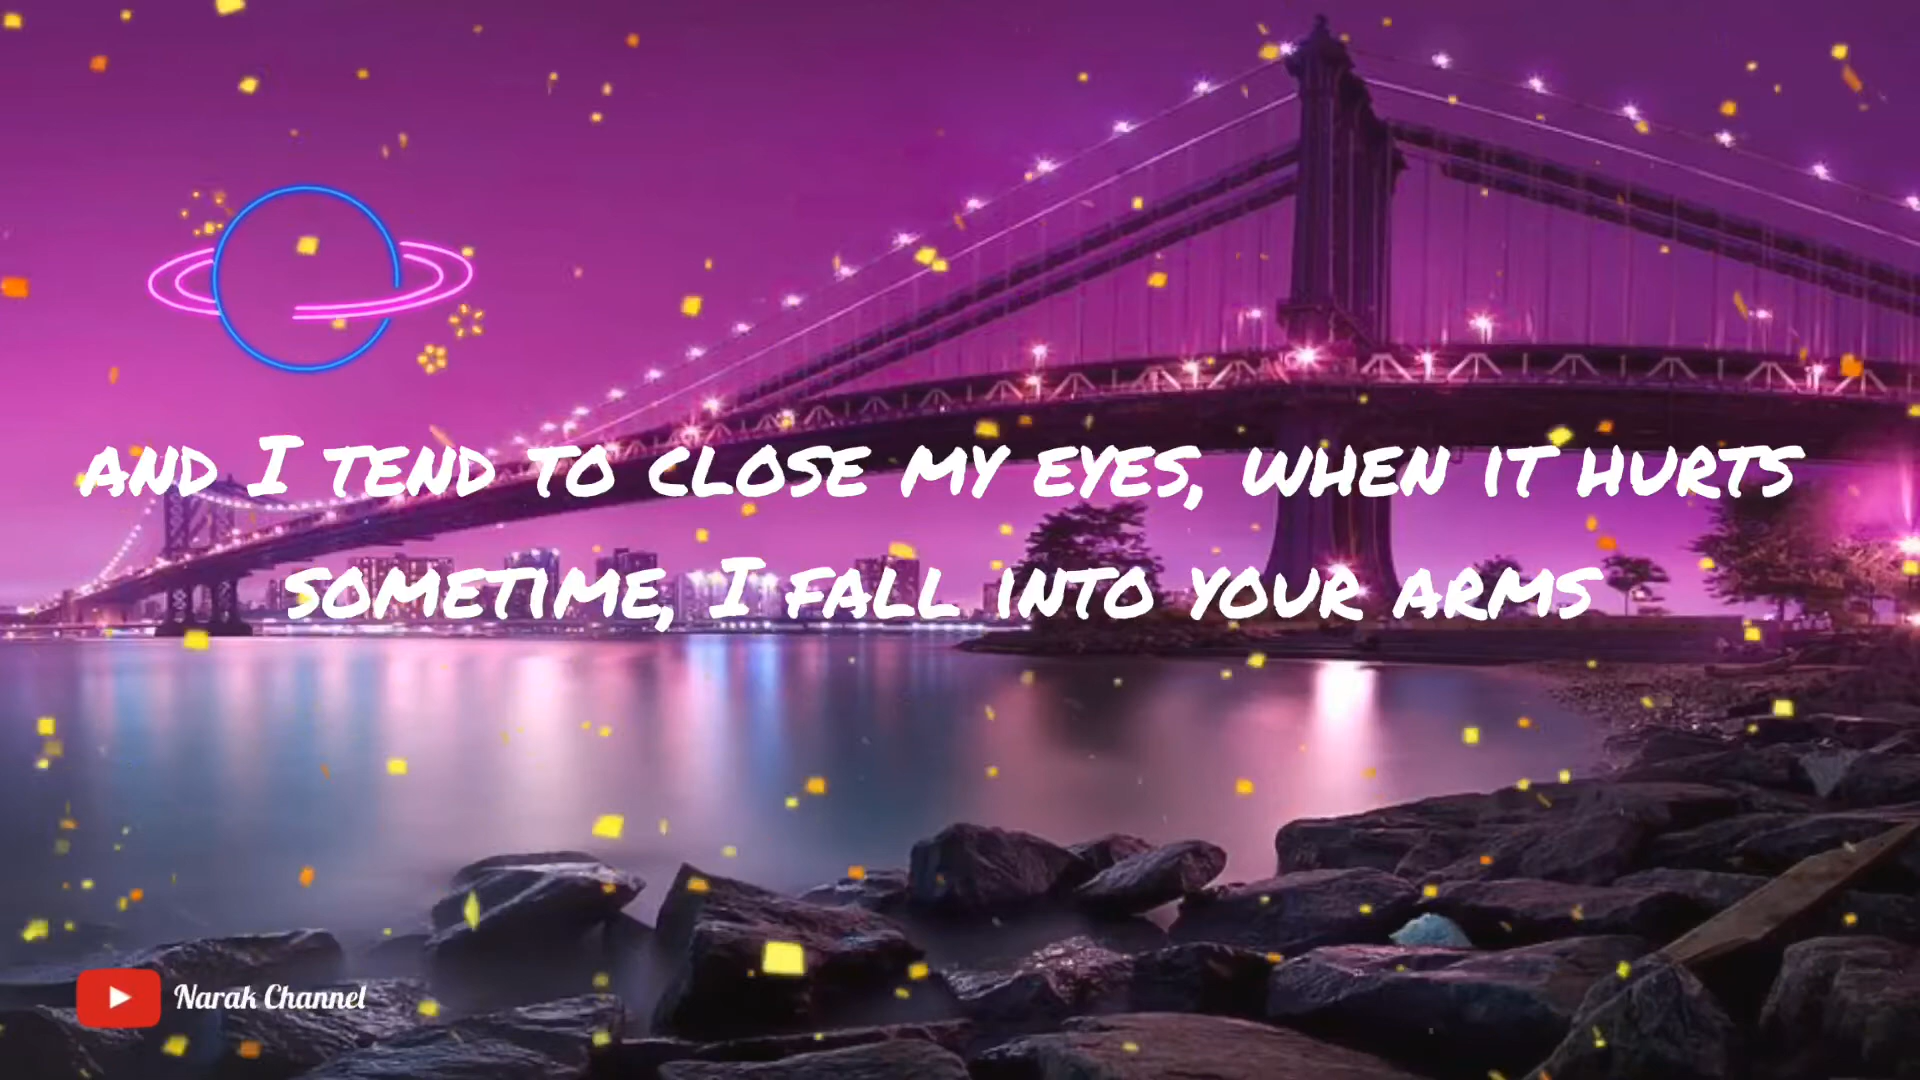 AND I TEND TO CLOSE MY EYES, WHEN IT HURTS
SOMETIME, I FALL INTO YOUR ARMS
Narak Channel